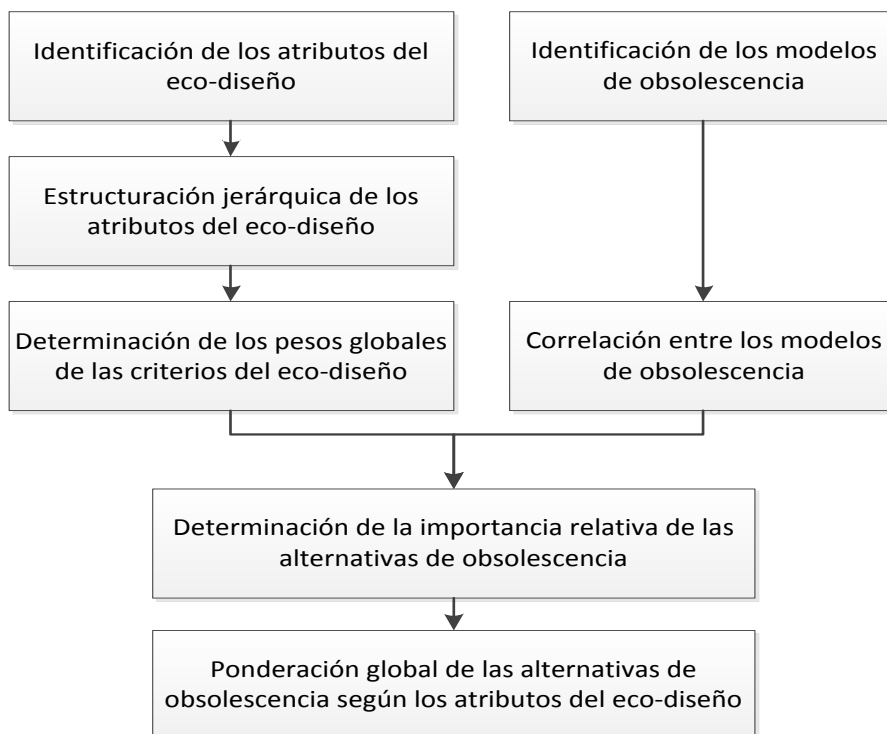 Identificación de los atributos del
eco-diseño
Identificación de los modelos
de obsolescencia
Estructuración jerárquica de los
atributos del eco-diseño
Determinación de los pesos globales
de las criterios del eco-diseño
Correlación entre los modelos
de obsolescencia
Determinación de la importancia relativa de las
alternativas de obsolescencia
Ponderación global de las alternativas de
obsolescencia según los atributos del eco-diseño